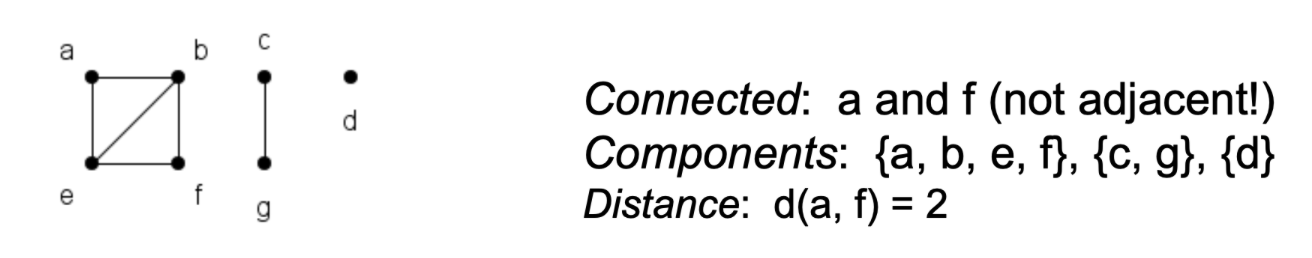 a b c
d
e f g
Connected: a and f (not adjacent!)
Components: {a, b, e, f}, {c, g}, {d}
Distance: d(a, f) = 2